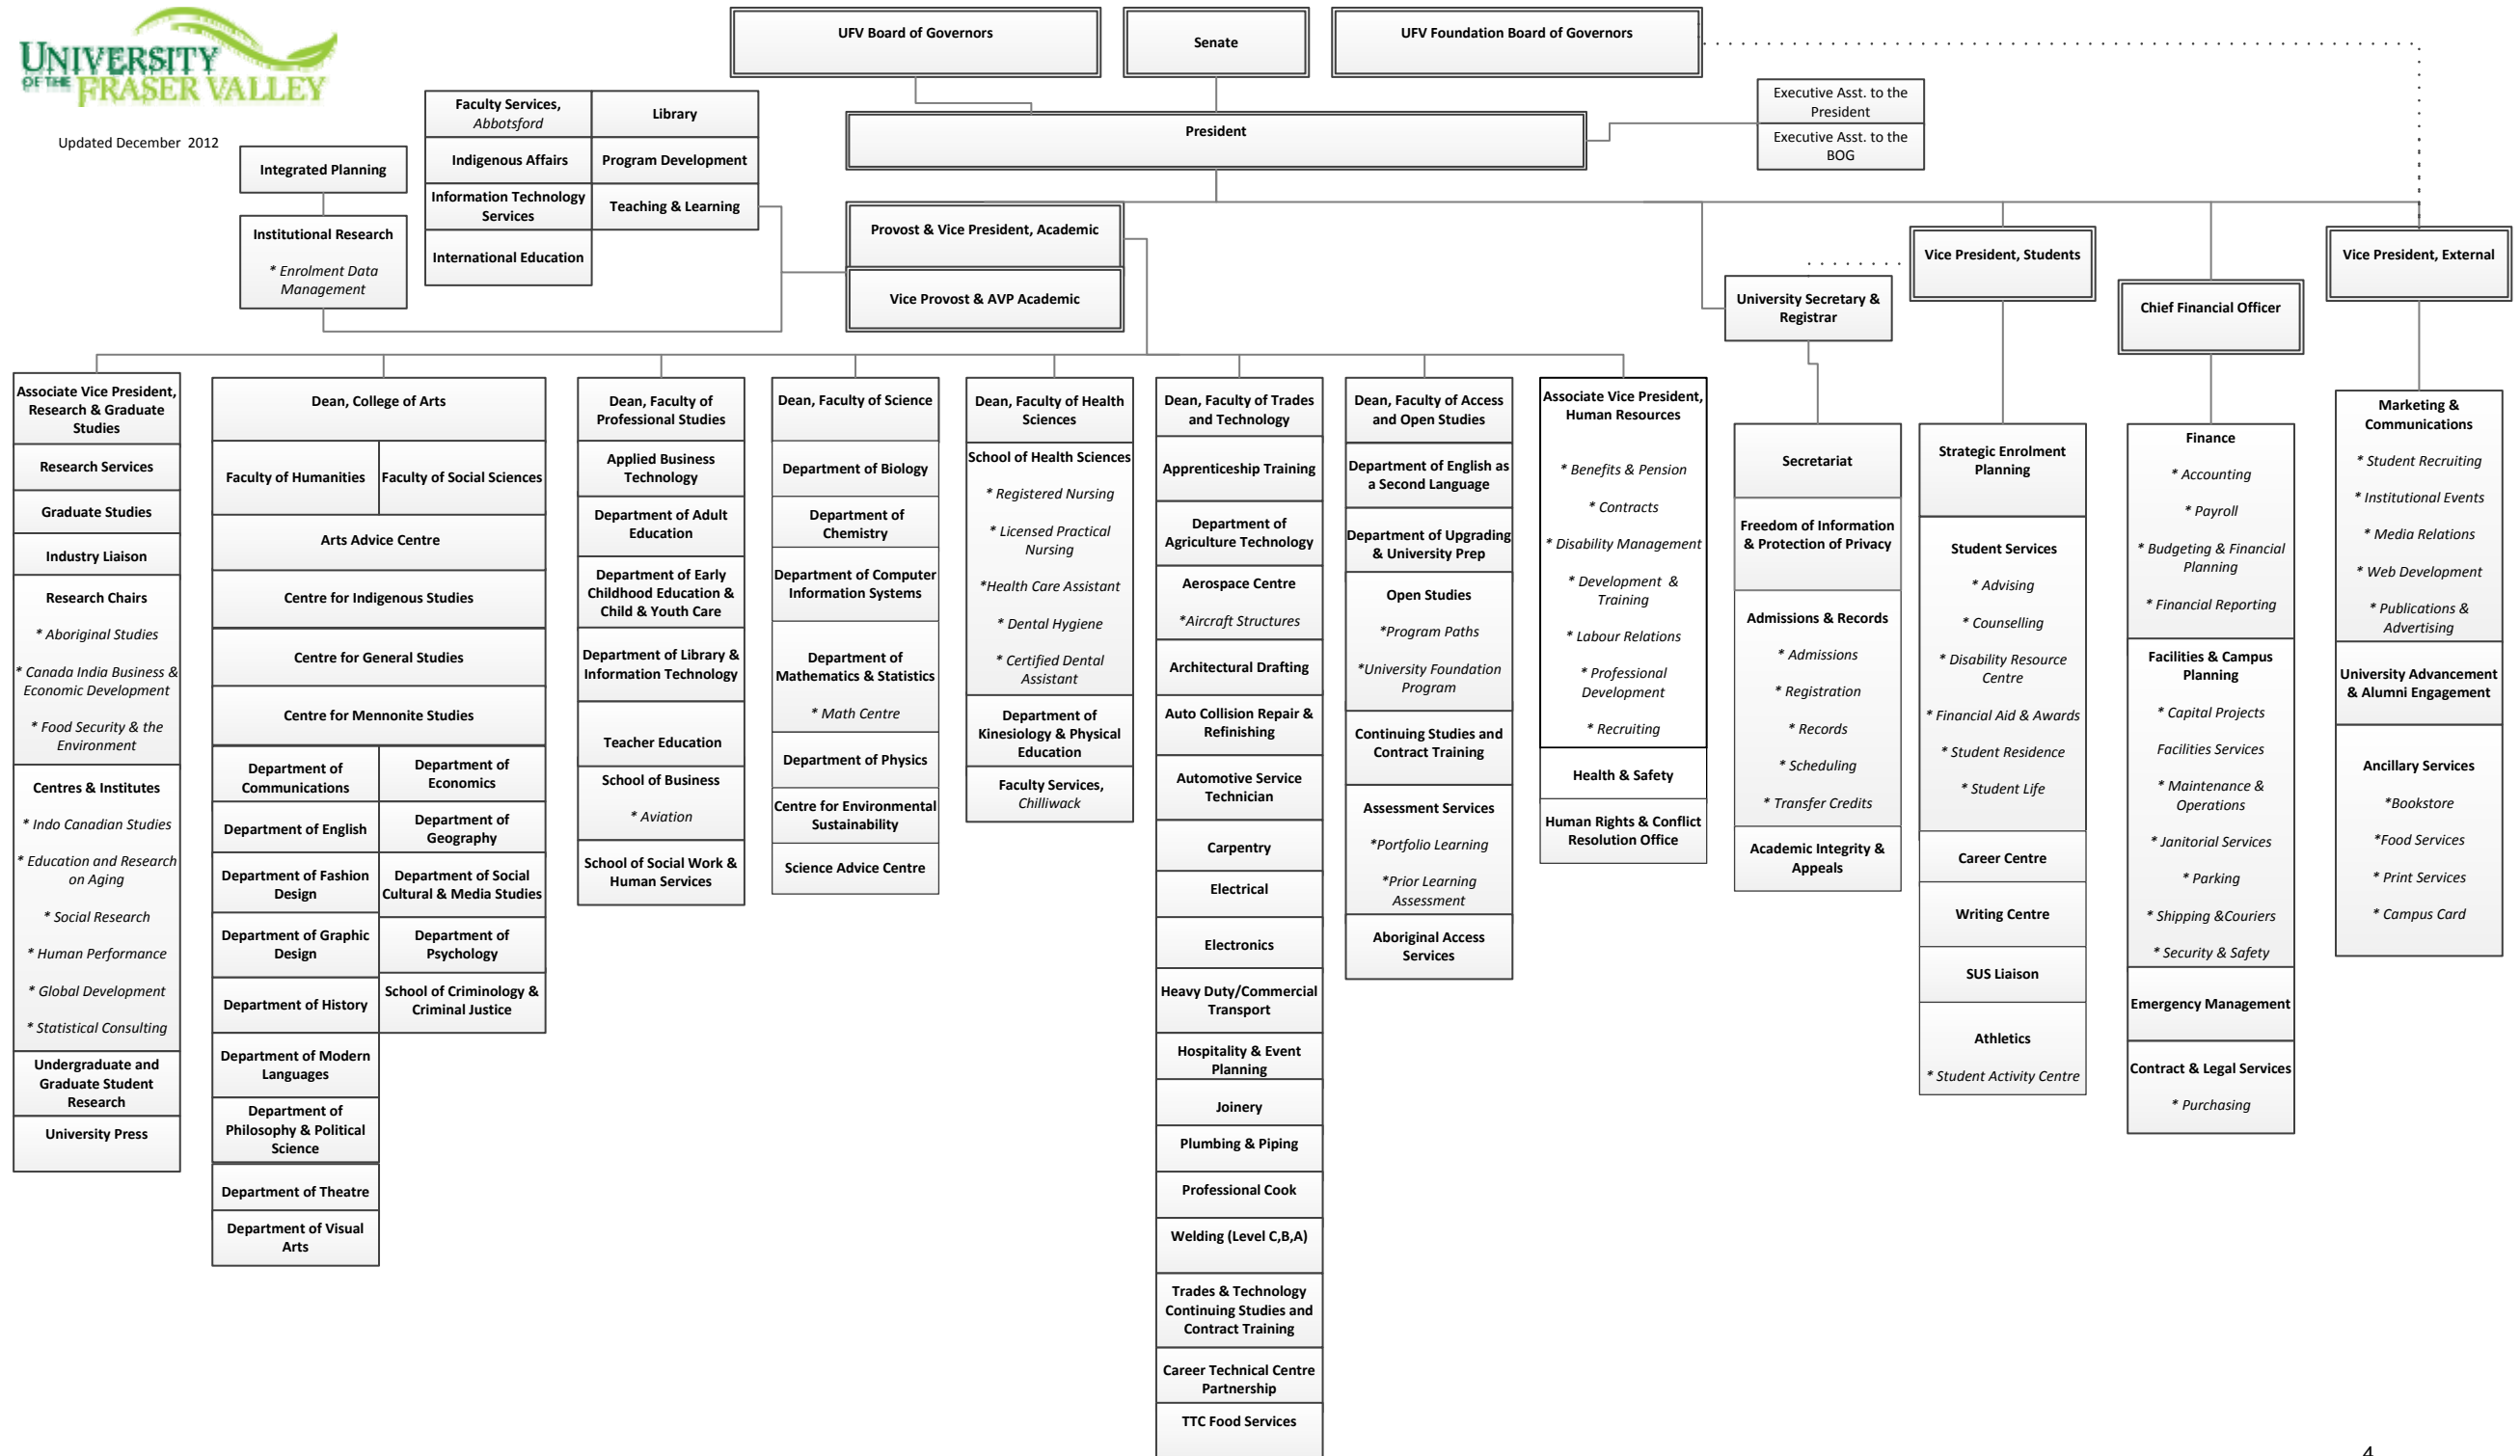 UNIVERSITY
OF THE FRASER VALLEY
Updated December 2012
UFV Board of Governors
Senate
UFV Foundation Board of Governors
President
Executive Asst. to the
President
Executive Asst. to the
BOG
Faculty Services,
Abbotsford
Library
Indigenous Affairs
Program Development
Information Technology
Services
Teaching & Learning
International Education
Integrated Planning
Institutional Research
* Enrolment Data
Management
Provost & Vice President, Academic
Vice Provost & AVP Academic
University Secretary &
Registrar
Vice President, Students
Chief Financial Officer
Vice President, External
Associate Vice President,
Research & Graduate
Studies
Research Services
Graduate Studies
Industry Liaison
Research Chairs
* Aboriginal Studies
* Canada India Business &
Economic Development
* Food Security & the
Environment
Centres & Institutes
* Indo Canadian Studies
* Education and Research
on Aging
* Social Research
* Human Performance
* Global Development
* Statistical Consulting
Undergraduate and
Graduate Student
Research
University Press
Dean, College of Arts
Faculty of Humanities
Faculty of Social Sciences
Arts Advice Centre
Centre for Indigenous Studies
Centre for General Studies
Centre for Mennonite Studies
Department of
Communications
Department of English
Department of Fashion
Design
Department of Graphic
Design
Department of History
Department of Modern
Languages
Department of
Philosophy & Political
Science
Department of Theatre
Department of Visual
Arts
Department of
Economics
Department of
Geography
Department of Social
Cultural & Media Studies
Department of
Psychology
School of Criminology &
Criminal Justice
Dean, Faculty of
Professional Studies
Applied Business
Technology
Department of Adult
Education
Department of Early
Childhood Education &
Child & Youth Care
Department of Library &
Information Technology
Teacher Education
School of Business
* Aviation
School of Social Work &
Human Services
Dean, Faculty of Science
Department of Biology
Department of
Chemistry
Department of Computer
Information Systems
Department of
Mathematics & Statistics
* Math Centre
Department of Physics
Centre for Environmental
Sustainability
Science Advice Centre
Dean, Faculty of Health
Sciences
School of Health Sciences
* Registered Nursing
* Licensed Practical
Nursing
*Health Care Assistant
* Dental Hygiene
* Certified Dental
Assistant
Department of
Kinesiology & Physical
Education
Faculty Services,
Chilliwack
Dean, Faculty of Trades
and Technology
Apprenticeship Training
Department of
Agriculture Technology
Aerospace Centre
*Aircraft Structures
Architectural Drafting
Auto Collision Repair &
Refinishing
Automotive Service
Technician
Carpentry
Electrical
Electronics
Heavy Duty/Commercial
Transport
Hospitality & Event
Planning
Joinery
Plumbing & Piping
Professional Cook
Welding (Level C,B,A)
Trades & Technology
Continuing Studies and
Contract Training
Career Technical Centre
Partnership
TTC Food Services
Dean, Faculty of Access
and Open Studies
Department of English as
a Second Language
Department of Upgrading
& University Prep
Open Studies
*Program Paths
*University Foundation
Program
Continuing Studies and
Contract Training
Assessment Services
*Portfolio Learning
*Prior Learning
Assessment
Aboriginal Access
Services
Associate Vice President,
Human Resources
* Benefits & Pension
* Contracts
* Disability Management
* Development &
Training
* Labour Relations
* Professional
Development
* Recruiting
Health & Safety
Human Rights & Conflict
Resolution Office
Secretariat
Freedom of Information
& Protection of Privacy
Admissions & Records
* Admissions
* Registration
* Records
* Scheduling
* Transfer Credits
Academic Integrity &
Appeals
Strategic Enrolment
Planning
Student Services
* Advising
* Counselling
* Disability Resource
Centre
* Financial Aid & Awards
* Student Residence
* Student Life
Career Centre
Writing Centre
SUS Liaison
Athletics
* Student Activity Centre
Finance
* Accounting
* Payroll
* Budgeting & Financial
Planning
* Financial Reporting
Facilities & Campus
Planning
* Capital Projects
Facilities Services
* Maintenance &
Operations
* Janitorial Services
* Parking
* Shipping &Couriers
* Security & Safety
Emergency Management
Contract & Legal Services
* Purchasing
Marketing &
Communications
* Student Recruiting
* Institutional Events
* Media Relations
* Web Development
* Publications &
Advertising
University Advancement
& Alumni Engagement
Ancillary Services
*Bookstore
*Food Services
* Print Services
* Campus Card
4